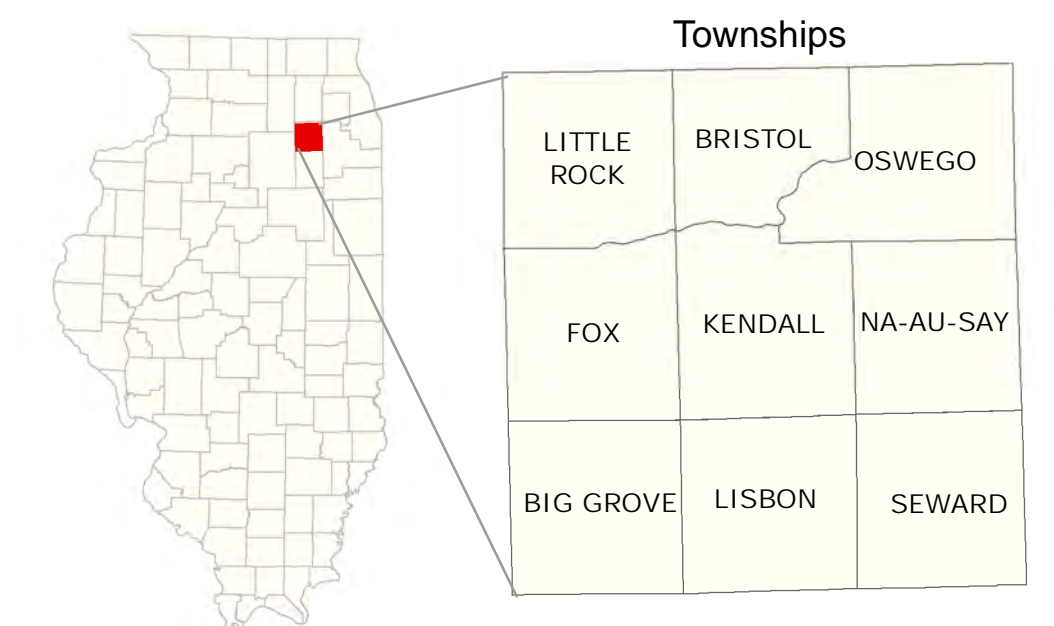 Townships
LITTLE
ROCK
BRISTOL
OSWEGO
FOX
KENDALL
NA-AU-SAY
BIG GROVE
LISBON
SEWARD